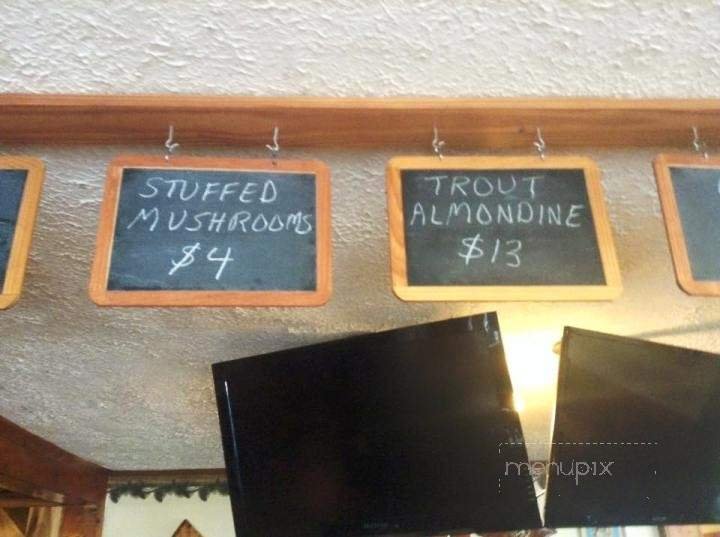 STUFFED
MUSHROOMS
$4
TROUT
ALMONDINE
$13
menupix